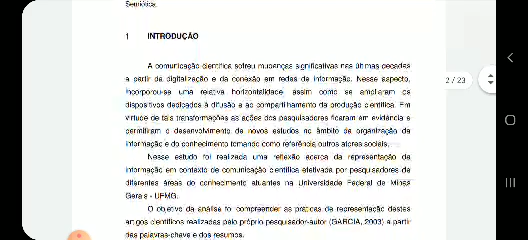 Semiótica.
1 INTRODUÇÃO
A comunicação científica sofreu mudanças significativas nas últimas décadas
a partir da digitalização e da conexão em redes de informação. Nesse aspecto,
incorporou-se uma relativa horizontalidade, assim como se ampliaram os
dispositivos dedicados à difusão e ao compartilhamento da produção científica. Em
virtude de tais transformações as ações dos pesquisadores ficaram em evidência e
permitiram o desenvolvimento de novos estudos no âmbito da organização da
informação e do conhecimento tomando como referência outros atores sociais.
Nesse estudo foi realizada uma reflexão acerca da representação da
informação em contexto de comunicação científica efetivada por pesquisadores de
diferentes áreas do conhecimento atuantes na Universidade Federal de Minas
Gerais - UFMG.
O objetivo da análise foi compreender as práticas de representação destes
artigos científicos realizadas pelo próprio pesquisador-autor (GARCIA, 2003) a partir
das palavras-chave e dos resumos.
2 / 23